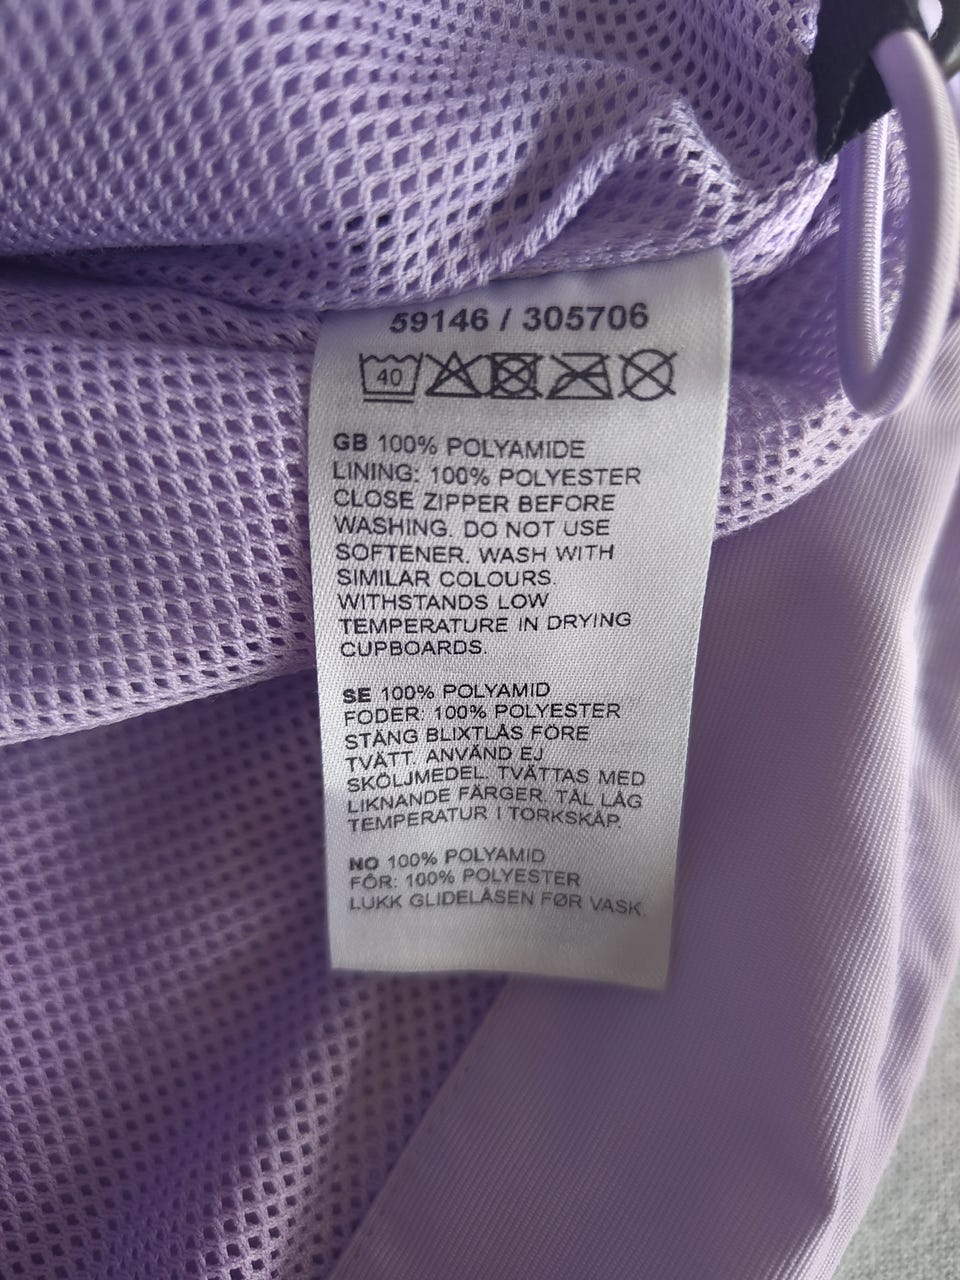 59146 / 305706
40
GB 100% POLYAMIDE
LINING: 100% POLYESTER
CLOSE ZIPPER BEFORE
WASHING. DO NOT USE
SOFTENER. WASH WITH
SIMILAR COLOURS.
WITHSTANDS LOW
TEMPERATURE IN DRYING
CUPBOARDS.
SE 100% POLYAMID
FODER: 100% POLYESTER
STÄNG BLIXTLÅS FÖRE
TVÄTT. ANVÄND EJ
SKÖLJMEDEL. TVÄTTAS MED
LIKNANDE FÄRGER. TÅL LÅG
TEMPERATUR I TORKSKÅP.
NO 100% POLYAMID
FÔR: 100% POLYESTER
LUKK GLIDELÅSEN FØR VASK.